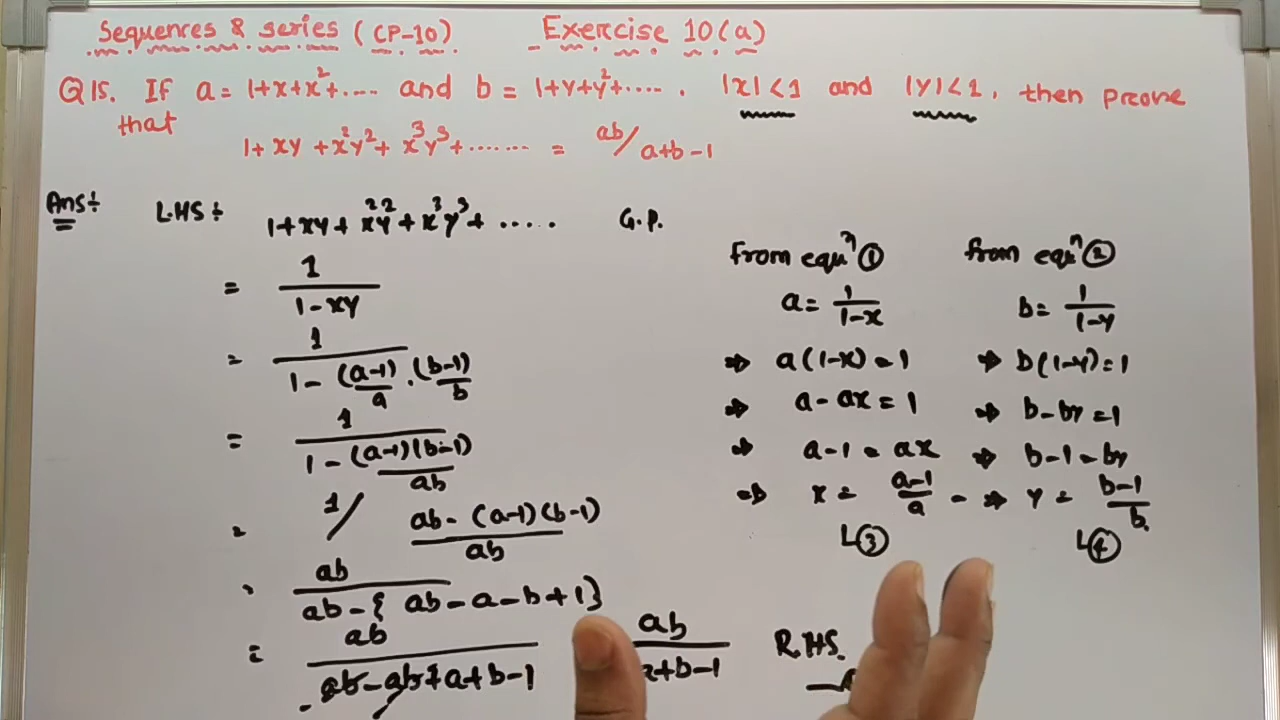 Sequences & series (CP-10). Exercise 10(a)
Q15. If a = 1+x+x²+.... and b = 1+y+y²+..... |x|<1 and |y|<1, then prove
that
1+xy+x²y²+x³y³+....... = ab/a+b-1
Ans÷ L.H.S÷ 1+xy+x²y²+x³y³+..... G.P.
= 1/1-xy
= 1/1-(a-1)/a.(b-1)/b
= 1/1-(a-1)(b-1)/ab
= 1/ ab-(a-1)(b-1)/ab
= ab/ab-{ab-a-b+1}
= ab/ab-ab+a+b-1 ab/a+b-1 R.H.S.
from equⁿ ①
a = 1/1-x
⇒ a(1-x) = 1
⇒ a-ax = 1
⇒ a-1 = ax
⇒ x = a-1/a -
③
from equⁿ ②
b = 1/1-y
⇒ b(1-y) = 1
⇒ b-by = 1
⇒ b-1 = by
⇒ y = b-1/b.
④